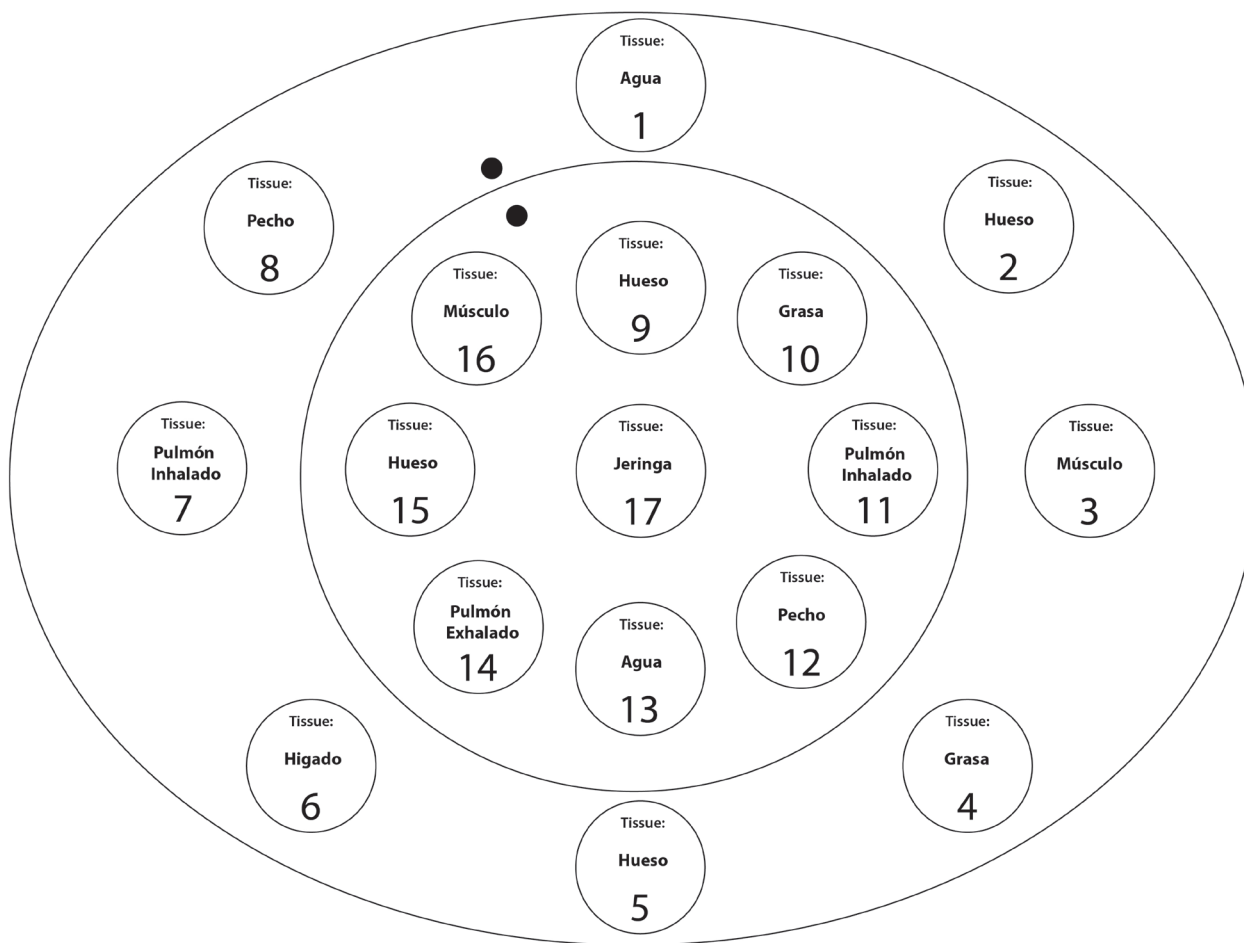 Tissue:
Agua
1
Tissue:
Pecho
8
Tissue:
Hueso
2
Tissue:
Hueso
9
Tissue:
Músculo
16
Tissue:
Grasa
10
Tissue:
Pulmón
Inhalado
7
Tissue:
Hueso
15
Tissue:
Jeringa
17
Tissue:
Pulmón
Inhalado
11
Tissue:
Músculo
3
Tissue:
Pulmón
Exhalado
14
Tissue:
Agua
13
Tissue:
Pecho
12
Tissue:
Higado
6
Tissue:
Grasa
4
Tissue:
Hueso
5